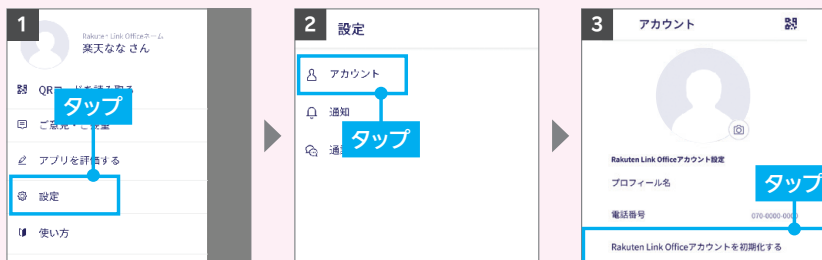 1
Rakuten Link Officeネーム
楽天なな さん
QRコードを読み取る
ご意見・ご提案
アプリを評価する
設定
使い方
タップ
2
設定
アカウント
通知
タップ
3
アカウント
Rakuten Link Officeアカウント設定
プロフィール名
タップ
電話番号
070-0000-0000
Rakuten Link Officeアカウントを初期化する